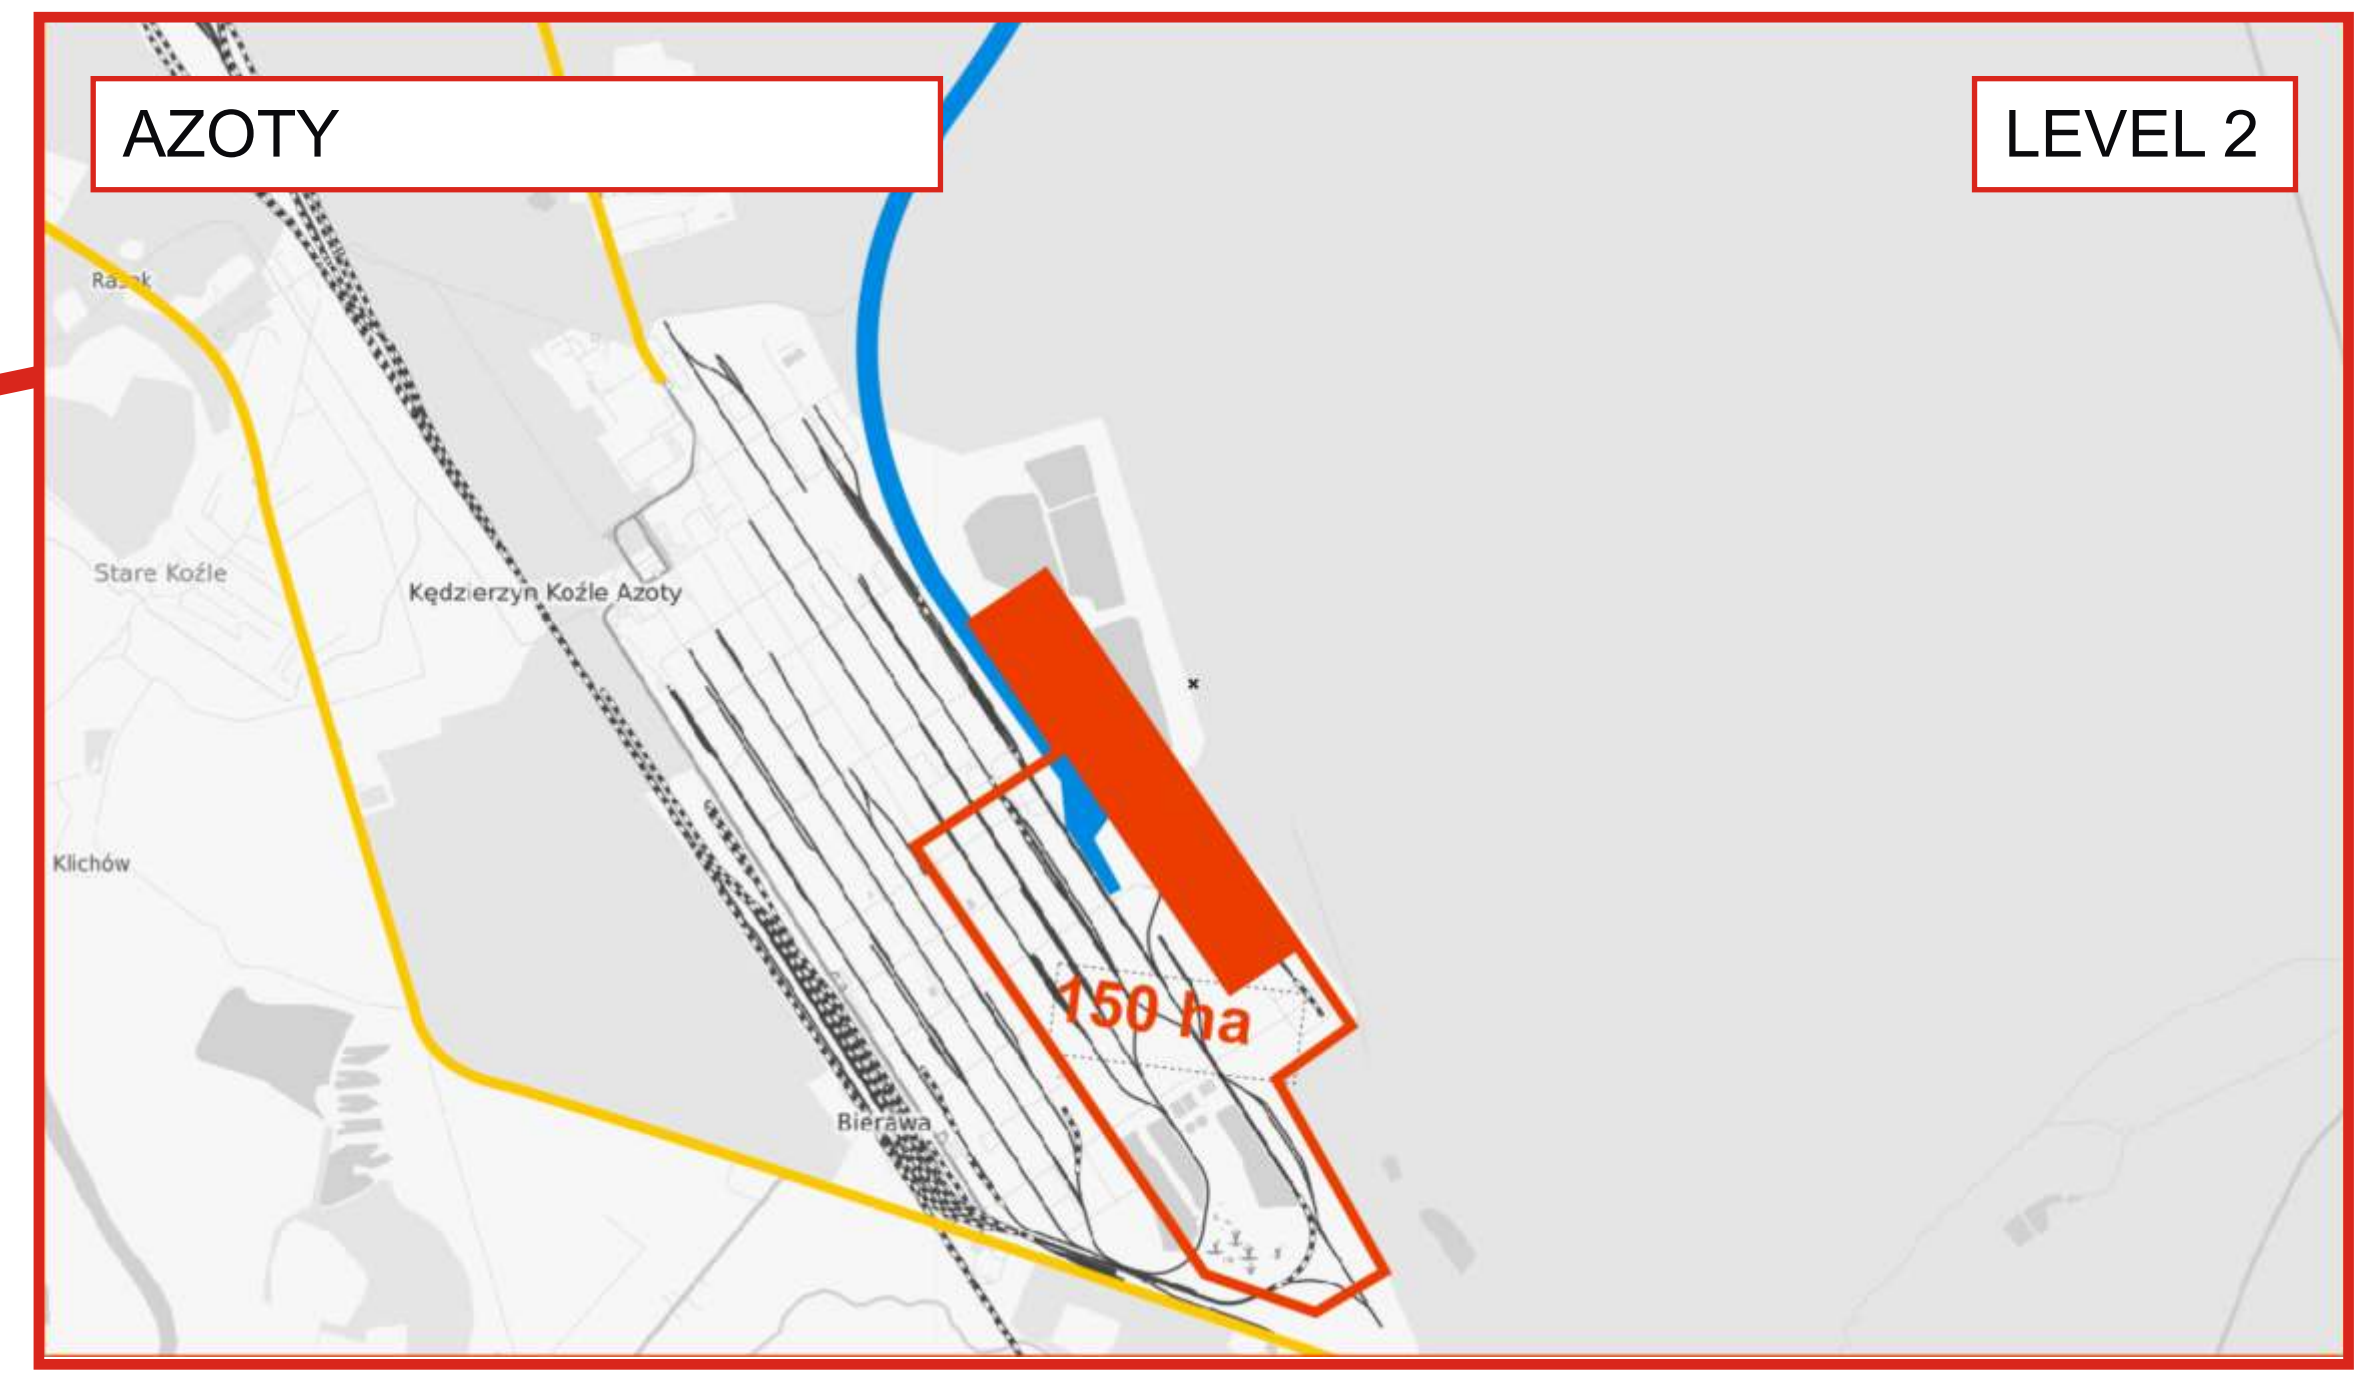 AZOTY
LEVEL 2
Stare Koźle
Kędzierzyn Koźle Azoty
Klichów
150 ha
Bierawa